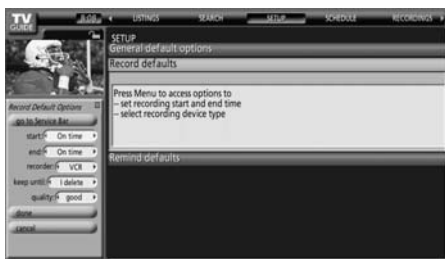 TV
GUIDE
8:08
LISTINGS
SEARCH
SETUP
SCHEDULE
RECORDINGS
SETUP
General default options
Record defaults
Press Menu to access options to
– set recording start and end time
– select recording device type
Remind defaults
Record Default Options
go to Service Bar
start: On time
end: On time
recorder: VCR
keep until: I delete
quality: good
done
cancel